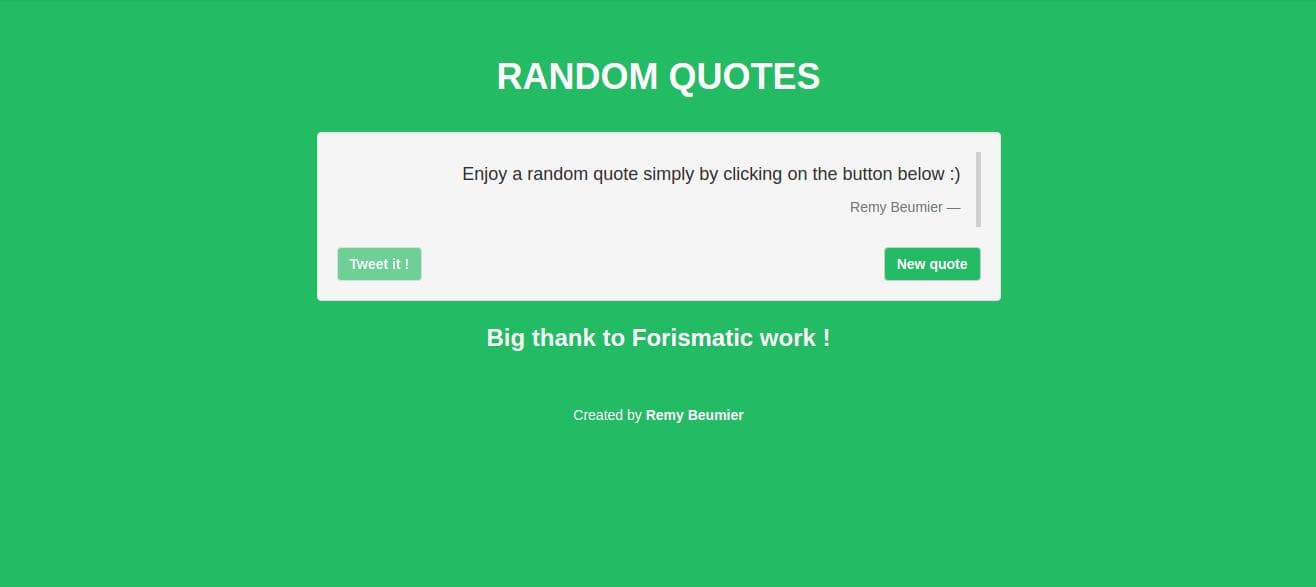 RANDOM QUOTES
Enjoy a random quote simply by clicking on the button below :)
Remy Beumier —
Tweet it !
New quote
Big thank to Forismatic work !
Created by Remy Beumier